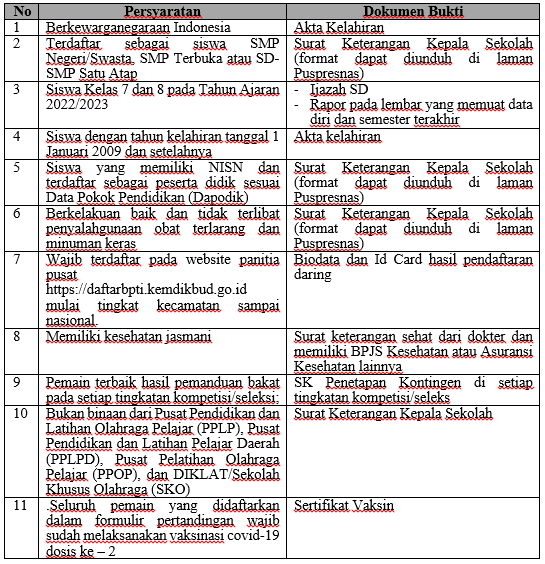 No Persyaratan Dokumen Bukti
1 Berkewarganegaraan Indonesia Akta Kelahiran
2 Terdaftar sebagai siswa SMP Surat Keterangan Kepala Sekolah
Negeri/Swasta, SMP Terbuka atau SD- (format dapat diunduh di laman
SMP Satu Atap Puspresnas)
3 Siswa Kelas 7 dan 8 pada Tahun Ajaran - Ijazah SD
2022/2023 - Rapor pada lembar yang memuat data
diri dan semester terakhir
4 Siswa dengan tahun kelahiran tanggal 1 Akta kelahiran
Januari 2009 dan setelahnya
5 Siswa yang memiliki NISN dan Surat Keterangan Kepala Sekolah
terdaftar sebagai peserta didik sesuai (format dapat diunduh di laman
Data Pokok Pendidikan (Dapodik) Puspresnas)
6 Berkelakuan baik dan tidak terlibat Surat Keterangan Kepala Sekolah
penyalahgunaan obat terlarang dan (format dapat diunduh di laman
minuman keras Puspresnas)
7 Wajib terdaftar pada website panitia Biodata dan Id Card hasil pendaftaran
pusat daring
https://daftarbpti.kemdikbud.go.id
mulai tingkat kecamatan sampai
nasional.
8 Memiliki kesehatan jasmani Surat keterangan sehat dari dokter dan
memiliki BPJS Kesehatan atau Asuransi
Kesehatan lainnya
9 Pemain terbaik hasil pemanduan bakat SK Penetapan Kontingen di setiap
pada setiap tingkatan kompetisi/seleksi; tingkatan kompetisi/seleks
10 Bukan binaan dari Pusat Pendidikan dan Surat Keterangan Kepala Sekolah
Latihan Olahraga Pelajar (PPLP), Pusat
Pendidikan dan Latihan Pelajar Daerah
(PPLPD), Pusat Pelatihan Olahraga
Pelajar (PPOP), dan DIKLAT/Sekolah
Khusus Olahraga (SKO)
11 .Seluruh pemain yang didaftarkan Sertifikat Vaksin
dalam formulir pertandingan wajib
sudah melaksanakan vaksinasi covid-19
dosis ke – 2